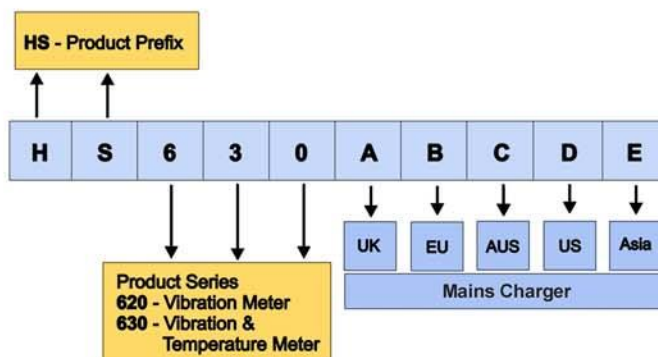 HS - Product Prefix
H S 6 3 0 A B C D E
UK EU AUS US Asia
Mains Charger
Product Series
620 - Vibration Meter
630 - Vibration &
Temperature Meter